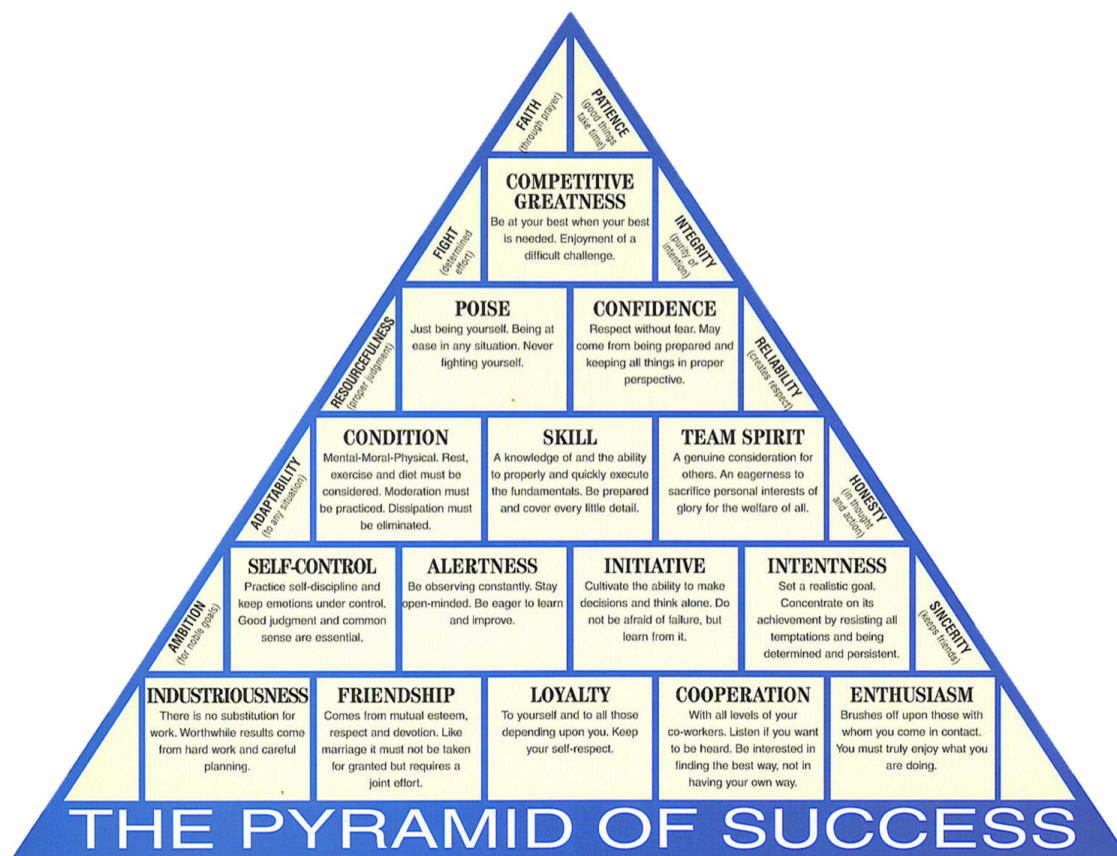 FAITH
(through prayer)
PATIENCE
(good things
take time)
COMPETITIVE
GREATNESS
Be at your best when your best
is needed. Enjoyment of a
difficult challenge.
FIGHT
(determined
effort)
INTEGRITY
(purity of
intention)
POISE
Just being yourself. Being at
ease in any situation. Never
fighting yourself.
CONFIDENCE
Respect without fear. May
come from being prepared and
keeping all things in proper
perspective.
RESOURCEFULNESS
(proper judgment)
RELIABILITY
(creates respect)
CONDITION
Mental-Moral-Physical. Rest,
exercise and diet must be
considered. Moderation must
be practiced. Dissipation must
be eliminated.
SKILL
A knowledge of and the ability
to properly and quickly execute
the fundamentals. Be prepared
and cover every little detail.
TEAM SPIRIT
A genuine consideration for
others. An eagerness to
sacrifice personal interests of
glory for the welfare of all.
ADAPTABILITY
(to any situation)
HONESTY
(in thought
and action)
SELF-CONTROL
Practice self-discipline and
keep emotions under control.
Good judgment and common
sense are essential.
ALERTNESS
Be observing constantly. Stay
open-minded. Be eager to learn
and improve.
INITIATIVE
Cultivate the ability to make
decisions and think alone. Do
not be afraid of failure, but
learn from it.
INTENTNESS
Set a realistic goal.
Concentrate on its
achievement by resisting all
temptations and being
determined and persistent.
AMBITION
(for noble goals)
SINCERITY
(keeps friends)
INDUSTRIOUSNESS
There is no substitution for
work. Worthwhile results come
from hard work and careful
planning.
FRIENDSHIP
Comes from mutual esteem,
respect and devotion. Like
marriage it must not be taken
for granted but requires a
joint effort.
LOYALTY
To yourself and to all those
depending upon you. Keep
your self-respect.
COOPERATION
With all levels of your
co-workers. Listen if you want
to be heard. Be interested in
finding the best way, not in
having your own way.
ENTHUSIASM
Brushes off upon those with
whom you come in contact.
You must truly enjoy what you
are doing.
THE PYRAMID OF SUCCESS